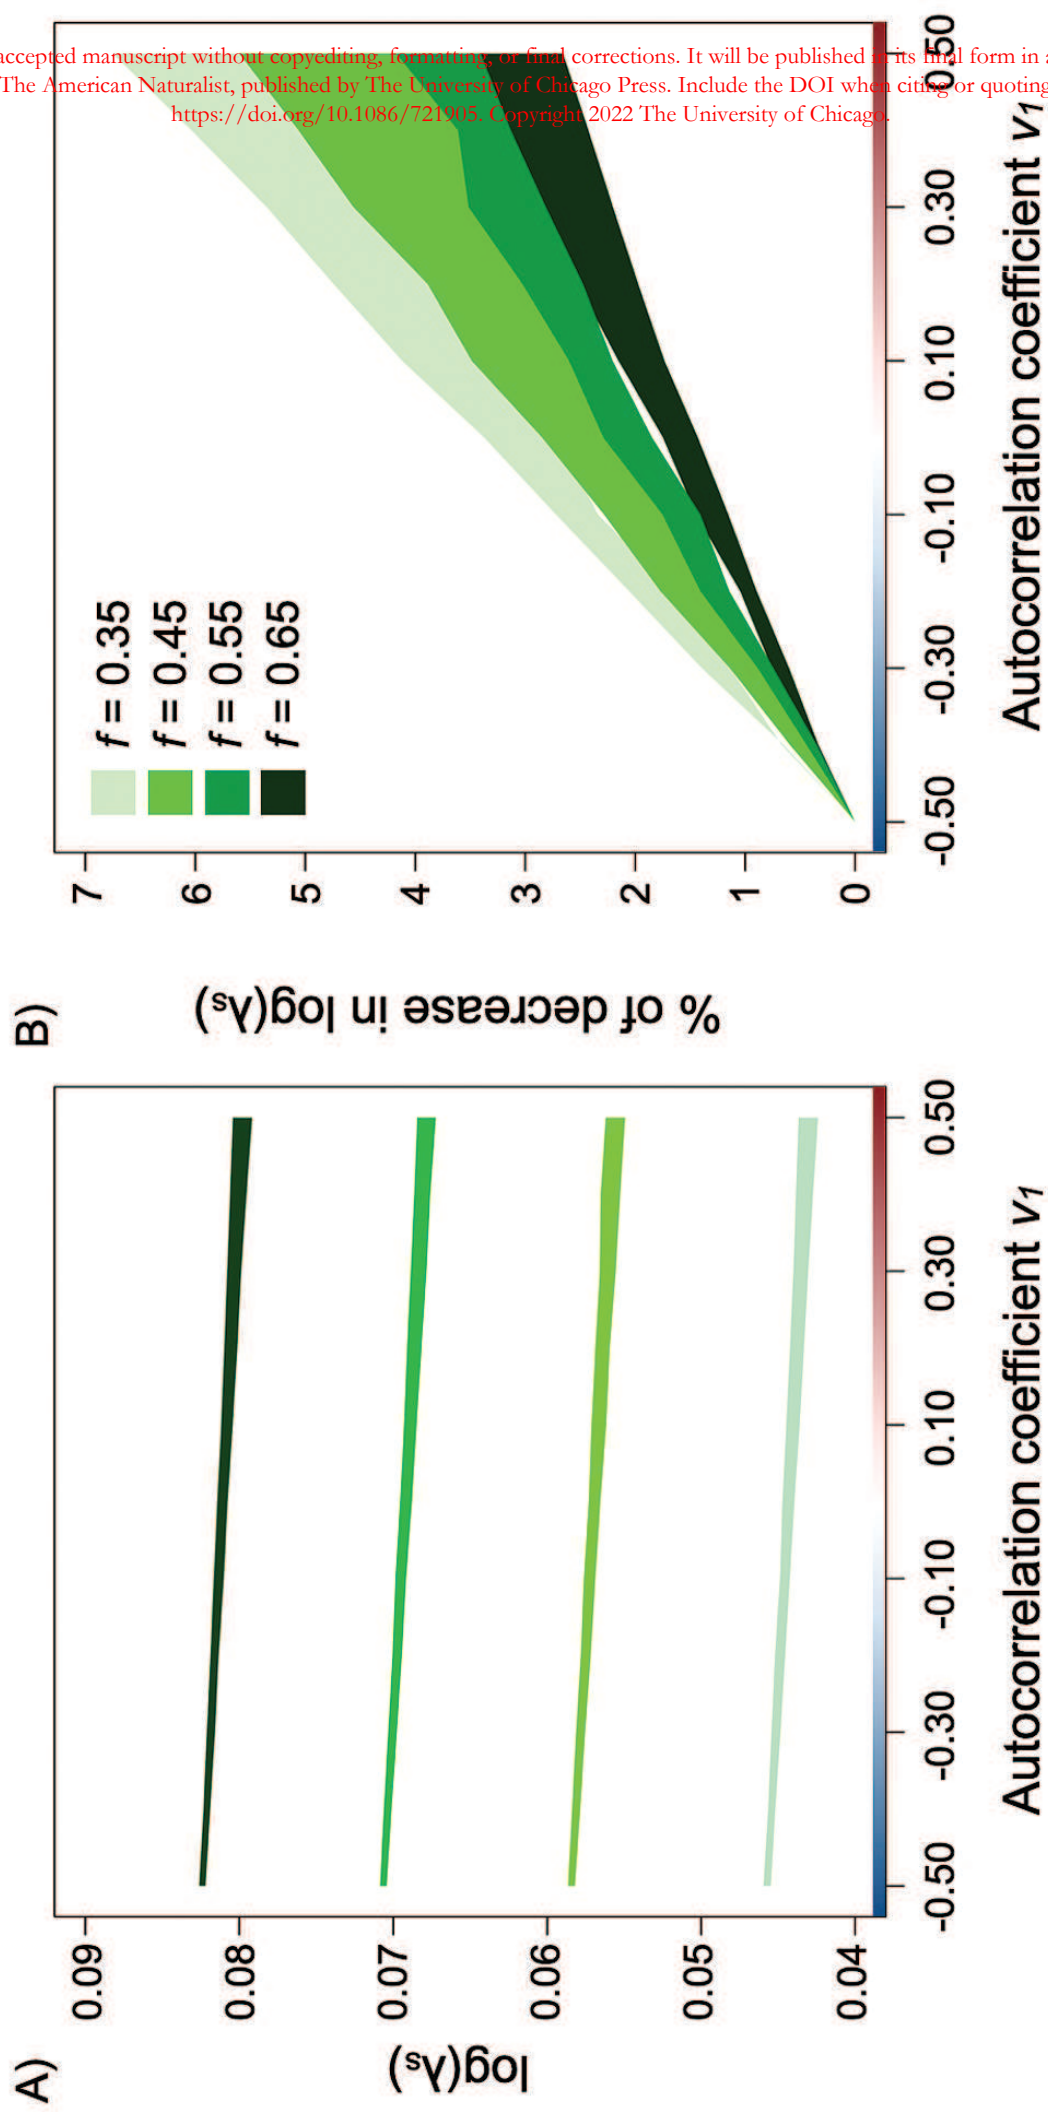 accepted manuscript without copyediting, formatting, or final corrections. It will be published in its final form in a
The American Naturalist, published by The University of Chicago Press. Include the DOI when citing or quoting
https://doi.org/10.1086/721905. Copyright 2022 The University of Chicago.
A)
log(λs)
0.09
0.08
0.07
0.06
0.05
0.04
-0.50
-0.30
-0.10
0.10
0.30
0.50
Autocorrelation coefficient v1
B)
% of decrease in log(λs)
7
6
5
4
3
2
1
0
f = 0.35
f = 0.45
f = 0.55
f = 0.65
-0.50
-0.30
-0.10
0.10
0.30
0.50
Autocorrelation coefficient v1